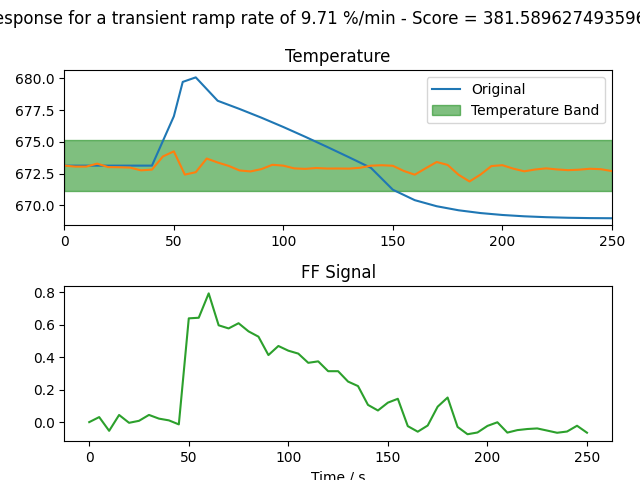 esponse for a transient ramp rate of 9.71 %/min - Score = 381.589627493596
Temperature
680.0
677.5
675.0
672.5
670.0
Original
Temperature Band
0 50 100 150 200 250
FF Signal
0.8
0.6
0.4
0.2
0.0
0 50 100 150 200 250
Time / s